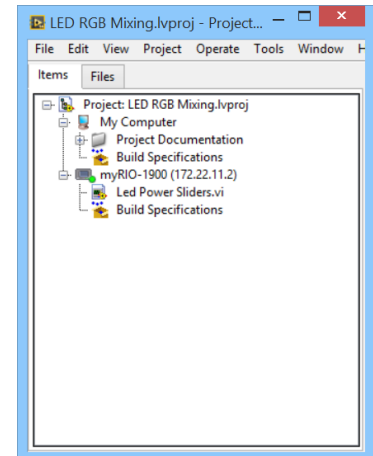 LED RGB Mixing.lvproj - Project...
File Edit View Project Operate Tools Window H
Items Files
Project: LED RGB Mixing.lvproj
My Computer
Project Documentation
Build Specifications
myRIO-1900 (172.22.11.2)
Led Power Sliders.vi
Build Specifications